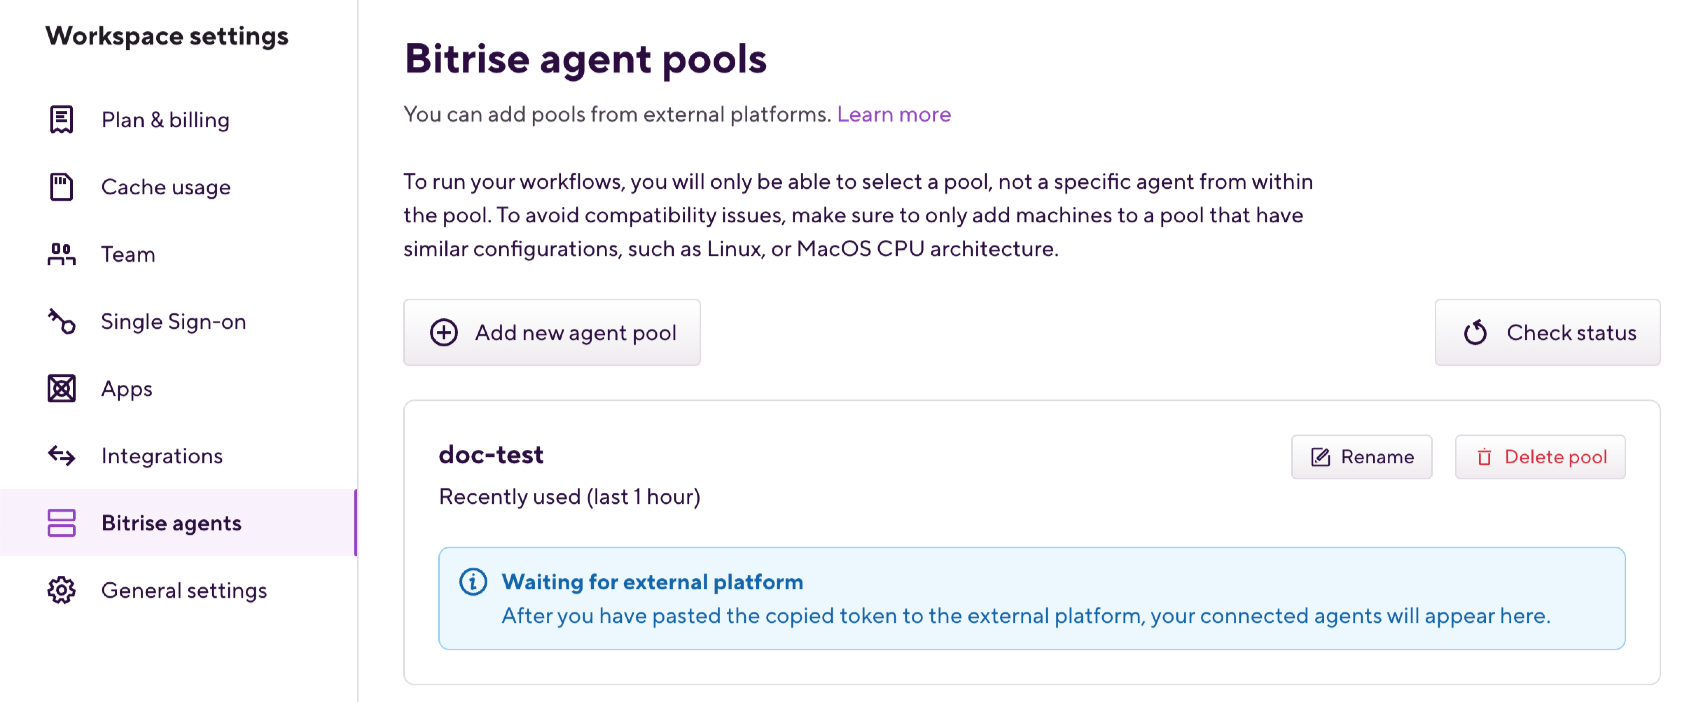 Workspace settings
Plan & billing
Cache usage
Team
Single Sign-on
Apps
Integrations
Bitrise agents
General settings
Bitrise agent pools
You can add pools from external platforms. Learn more
To run your workflows, you will only be able to select a pool, not a specific agent from within
the pool. To avoid compatibility issues, make sure to only add machines to a pool that have
similar configurations, such as Linux, or MacOS CPU architecture.
Add new agent pool
Check status
doc-test
Rename
Delete pool
Recently used (last 1 hour)
Waiting for external platform
After you have pasted the copied token to the external platform, your connected agents will appear here.